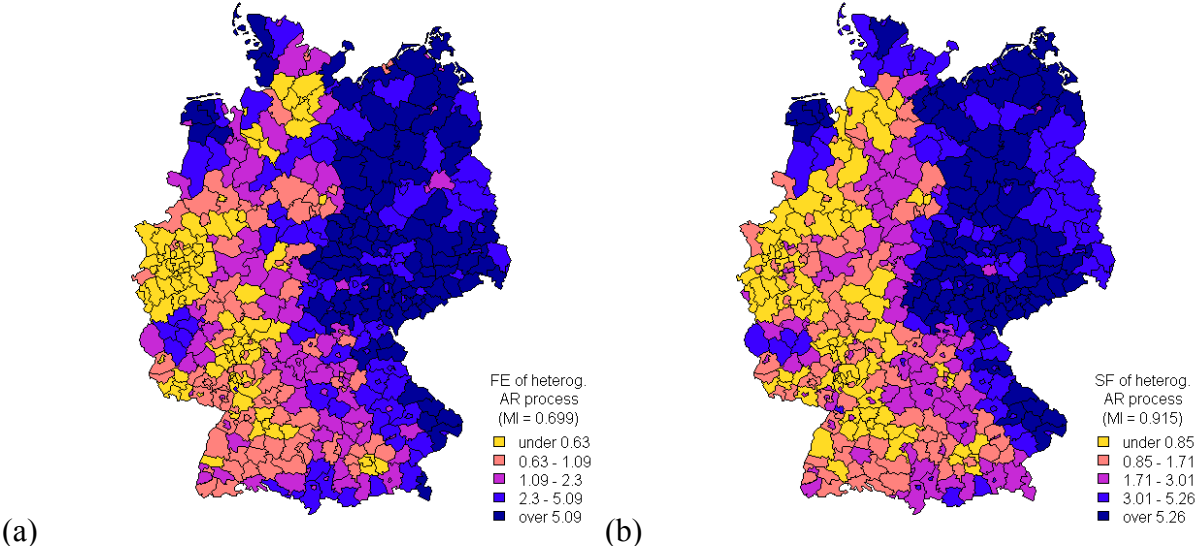 FE of heterog.
AR process
(MI = 0.699)
under 0.63
0.63 - 1.09
1.09 - 2.3
2.3 - 5.09
over 5.09
(a)
SF of heterog.
AR process
(MI = 0.915)
under 0.85
0.85 - 1.71
1.71 - 3.01
3.01 - 5.26
over 5.26
(b)